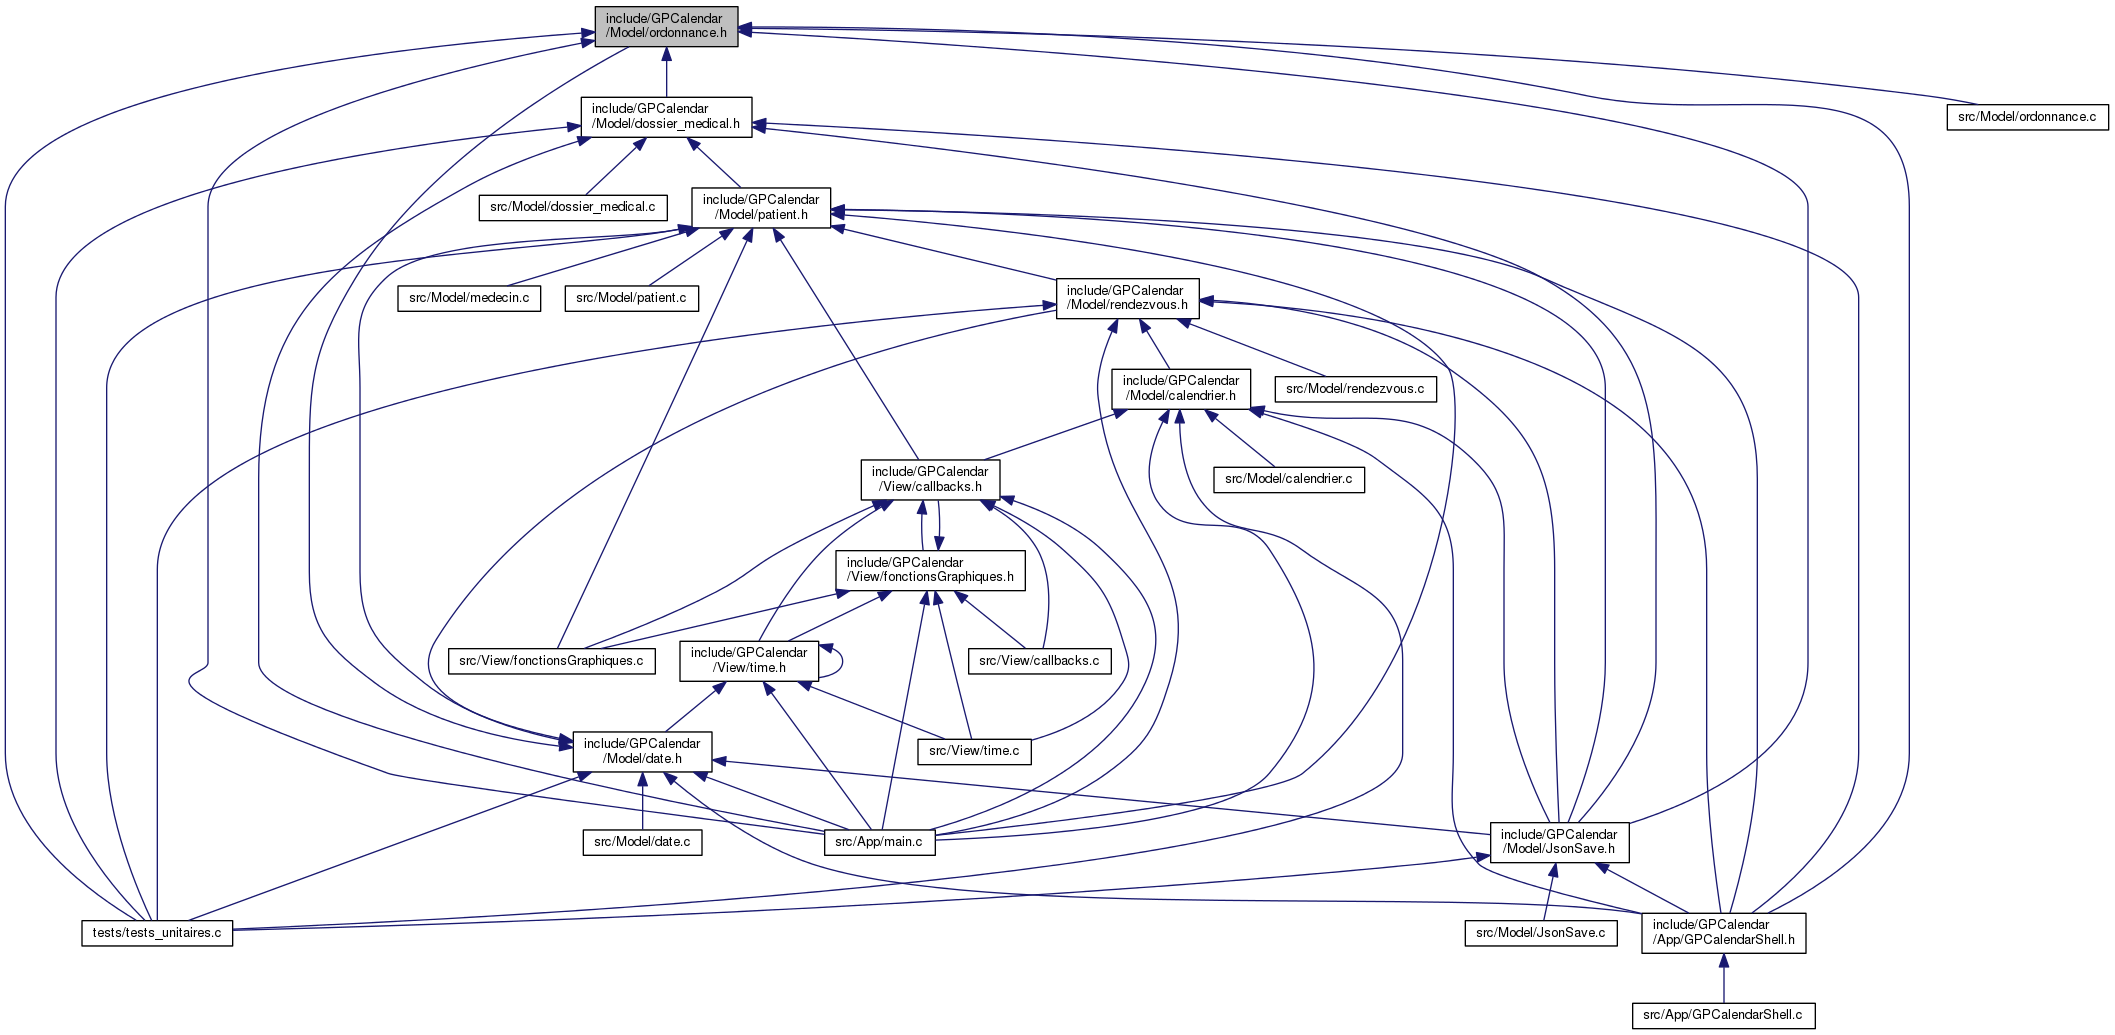 include/GPCalendar
/Model/ordonnance.h
include/GPCalendar
/Model/dossier_medical.h
src/Model/ordonnance.c
src/Model/dossier_medical.c
include/GPCalendar
/Model/patient.h
src/Model/medecin.c
src/Model/patient.c
include/GPCalendar
/Model/rendezvous.h
include/GPCalendar
/Model/calendrier.h
src/Model/rendezvous.c
include/GPCalendar
/View/callbacks.h
src/Model/calendrier.c
include/GPCalendar
/View/fonctionsGraphiques.h
src/View/fonctionsGraphiques.c
include/GPCalendar
/View/time.h
src/View/callbacks.c
include/GPCalendar
/Model/date.h
src/View/time.c
src/Model/date.c
src/App/main.c
include/GPCalendar
/Model/JsonSave.h
tests/tests_unitaires.c
src/Model/JsonSave.c
include/GPCalendar
/App/GPCalendarShell.h
src/App/GPCalendarShell.c